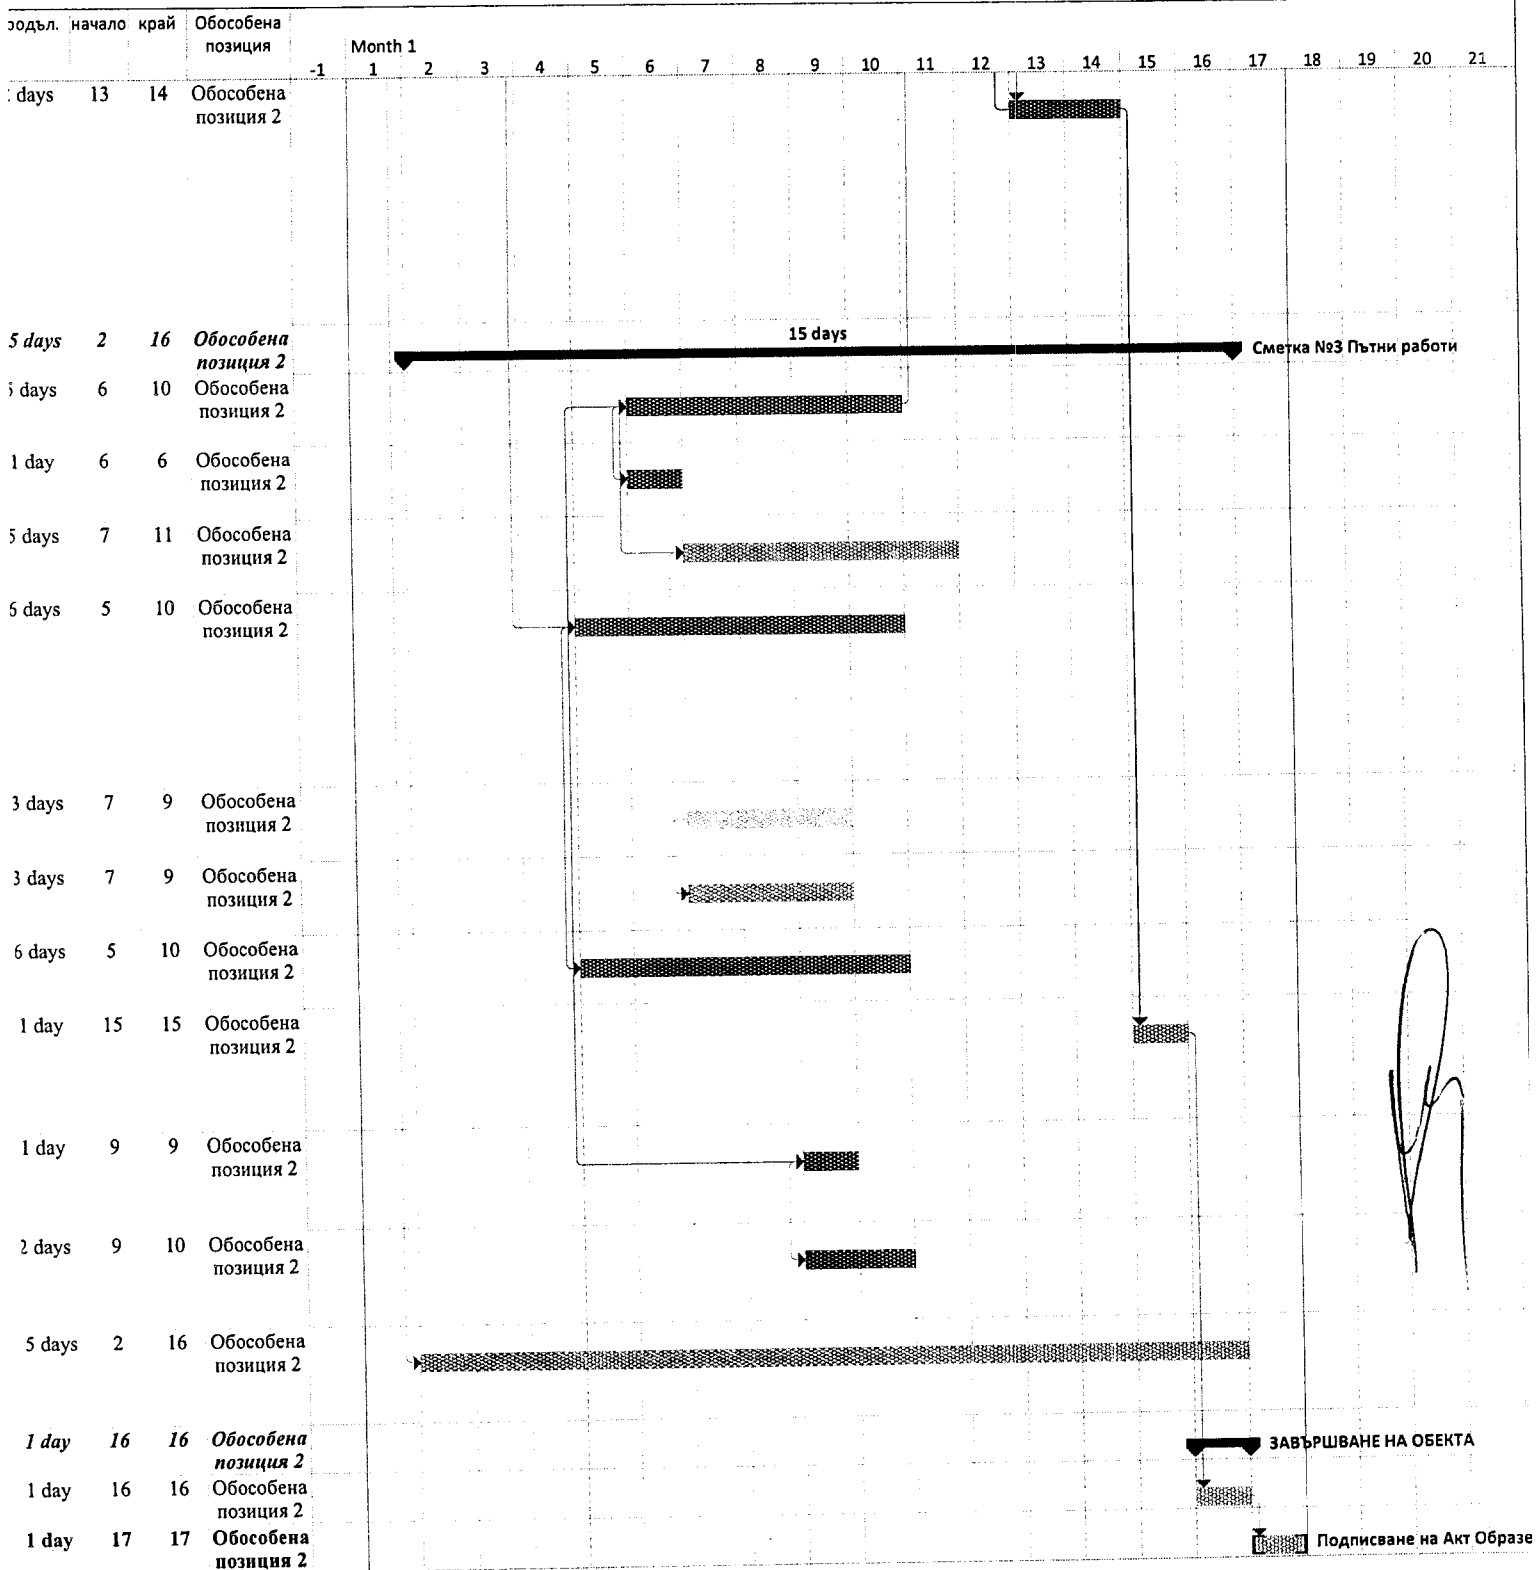 одъл. начало край Обособена
позиция
Month 1
-1 1 2 3 4 5 6 7 8 9 10 11 12 13 14 15 16 17 18 19 20 21
days 13 14 Обособена
позиция 2
15 days
5 days 2 16 Обособена
позиция 2
Сметка №3 Пътни работи
days 6 10 Обособена
позиция 2
1 day 6 6 Обособена
позиция 2
5 days 7 11 Обособена
позиция 2
6 days 5 10 Обособена
позиция 2
3 days 7 9 Обособена
позиция 2
3 days 7 9 Обособена
позиция 2
6 days 5 10 Обособена
позиция 2
1 day 15 15 Обособена
позиция 2
1 day 9 9 Обособена
позиция 2
2 days 9 10 Обособена
позиция 2
5 days 2 16 Обособена
позиция 2
1 day 16 16 Обособена
позиция 2
ЗАВЪРШВАНЕ НА ОБЕКТА
1 day 16 16 Обособена
позиция 2
1 day 17 17 Обособена
позиция 2
Подписване на Акт Образе